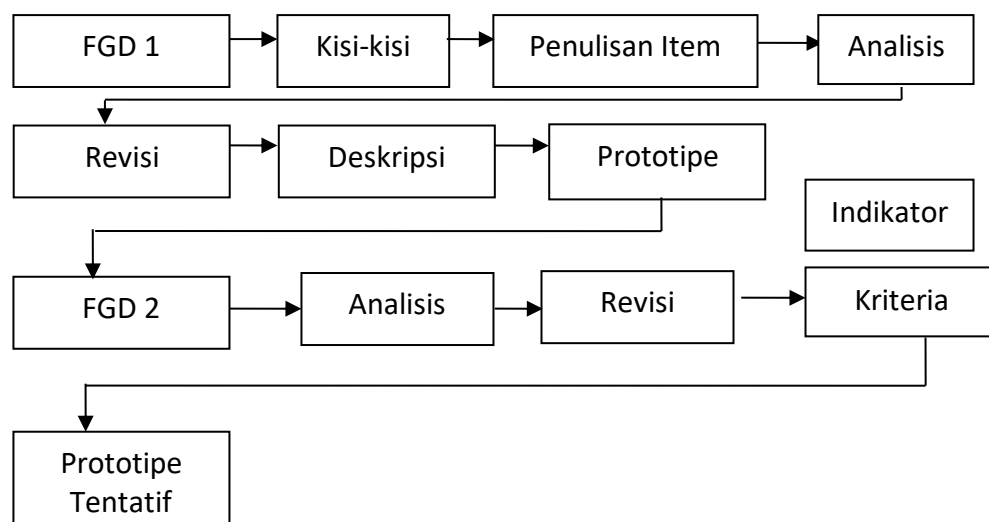 FGD 1
Kisi-kisi
Penulisan Item
Analisis
Revisi
Deskripsi
Prototipe
Indikator
FGD 2
Analisis
Revisi
Kriteria
Prototipe
Tentatif